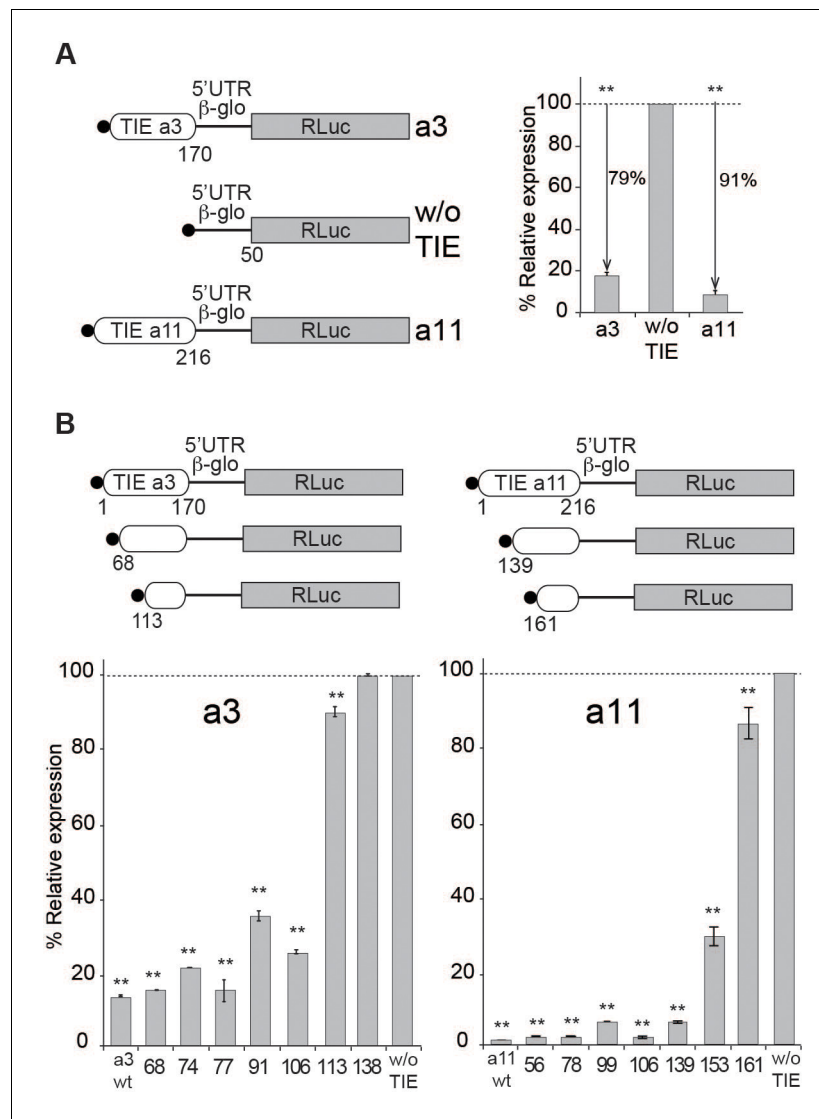 A
5'UTR
β-glo
TIE a3
RLuc
a3
170
5'UTR
β-glo
RLuc
w/o
TIE
50
5'UTR
β-glo
TIE a11
RLuc
a11
216
% Relative expression
100
80
60
40
20
0
**
**
79%
91%
a3
w/o
TIE
a11
B
5'UTR
β-glo
TIE a3
RLuc
1
170
RLuc
68
RLuc
113
5'UTR
β-glo
TIE a11
RLuc
1
216
RLuc
139
RLuc
161
% Relative expression
100
80
60
40
20
0
a3
**
**
**
**
**
**
**
a3
wt
68
74
77
91
106
113
138
w/o
TIE
100
80
60
40
20
0
a11
**
**
**
**
**
**
**
**
a11
wt
56
78
99
106
139
153
161
w/o
TIE